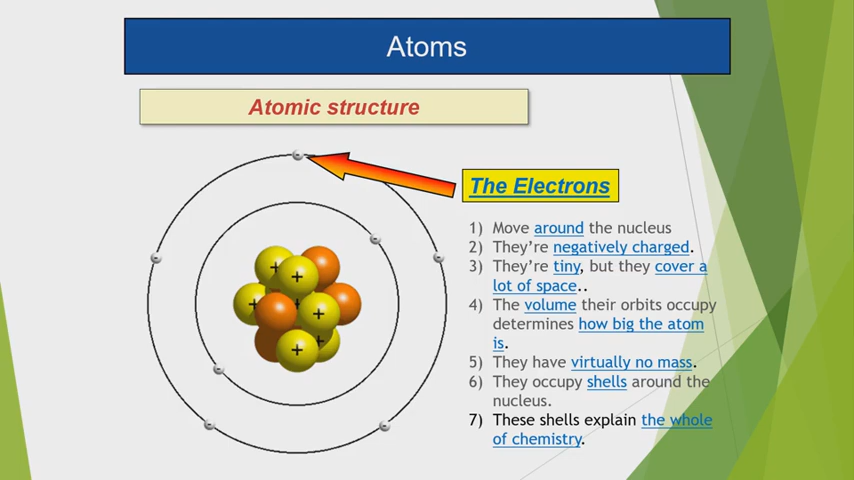 Atoms
Atomic structure
The Electrons
1) Move around the nucleus
2) They're negatively charged.
3) They're tiny, but they cover a
lot of space..
4) The volume their orbits occupy
determines how big the atom
is.
5) They have virtually no mass.
6) They occupy shells around the
nucleus.
7) These shells explain the whole
of chemistry.
+
+
+
+
+
+